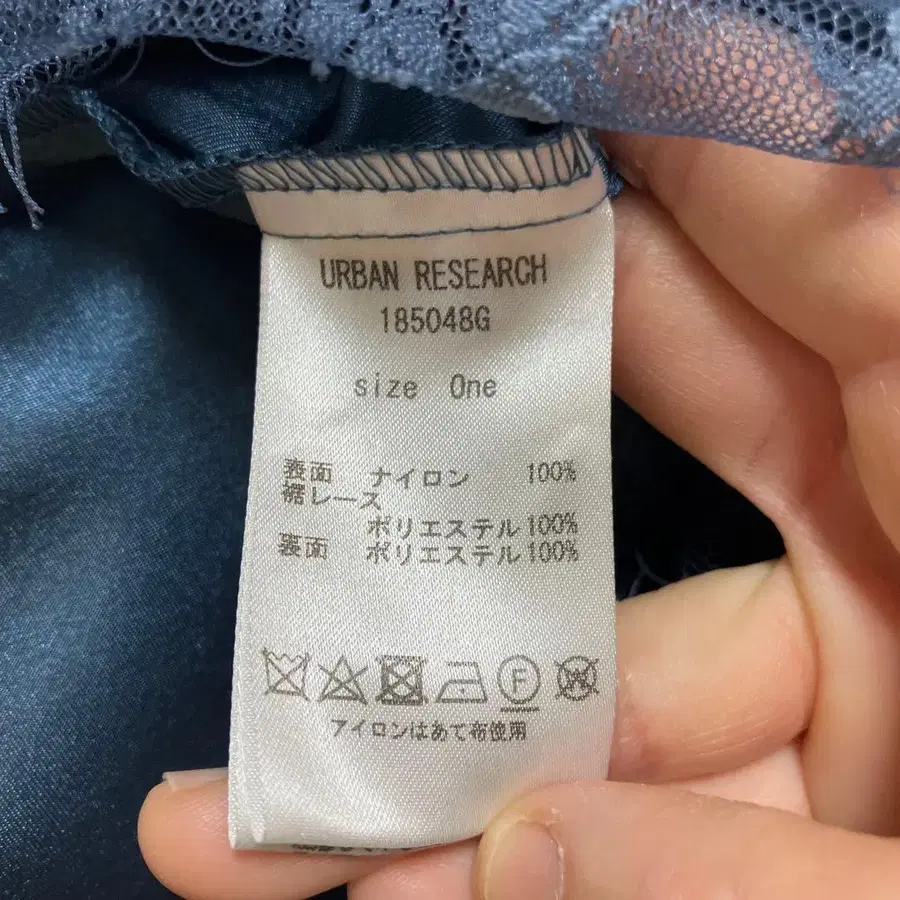 URBAN RESEARCH
185048G
size One
表面 ナイロン 100%
裾レース
ポリエステル 100%
裏面 ポリエステル 100%
F W
アイロンはあて布使用